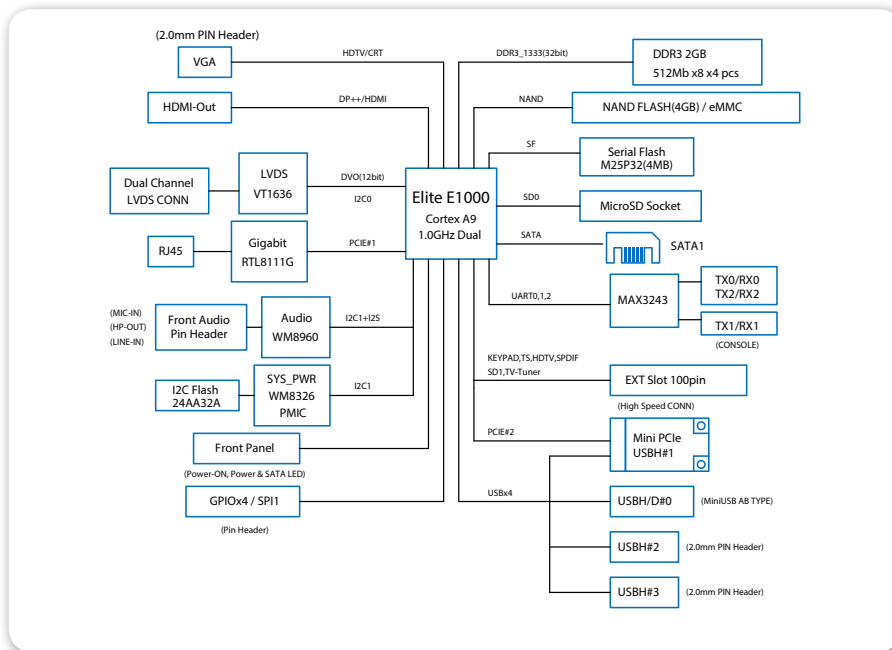 (2.0mm PIN Header)
VGA
HDTV/CRT
HDMI-Out
DP++/HDMI
Dual Channel
LVDS CONN
LVDS
VT1636
DVO(12bit)
I2C0
RJ45
Gigabit
RTL8111G
PCIE#1
(MIC-IN)
(HP-OUT)
(LINE-IN)
Front Audio
Pin Header
Audio
WM8960
I2C1+I2S
I2C Flash
24AA32A
SYS_PWR
WM8326
PMIC
I2C1
Front Panel
(Power-ON, Power & SATA LED)
GPIOx4 / SPI1
(Pin Header)
Elite E1000
Cortex A9
1.0GHz Dual
DDR3_1333(32bit)
DDR3 2GB
512Mb x8 x4 pcs
NAND
NAND FLASH(4GB) / eMMC
SF
Serial Flash
M25P32(4MB)
SD0
MicroSD Socket
SATA
SATA1
UART0,1,2
MAX3243
TX0/RX0
TX2/RX2
TX1/RX1
(CONSOLE)
KEYPAD,TS,HDTV,SPDIF
SD1,TV-Tuner
EXT Slot 100pin
(High Speed CONN)
PCIE#2
Mini PCIe
USBH#1
USBx4
USBH/D#0
(MiniUSB AB TYPE)
USBH#2
(2.0mm PIN Header)
USBH#3
(2.0mm PIN Header)